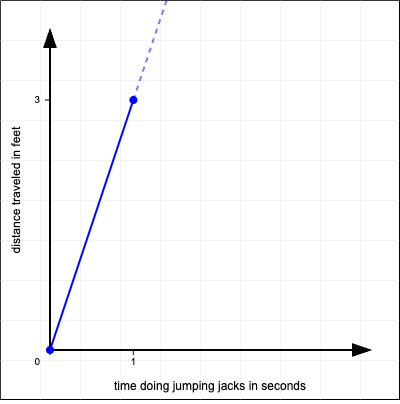 3
distance traveled in feet
0
1
time doing jumping jacks in seconds